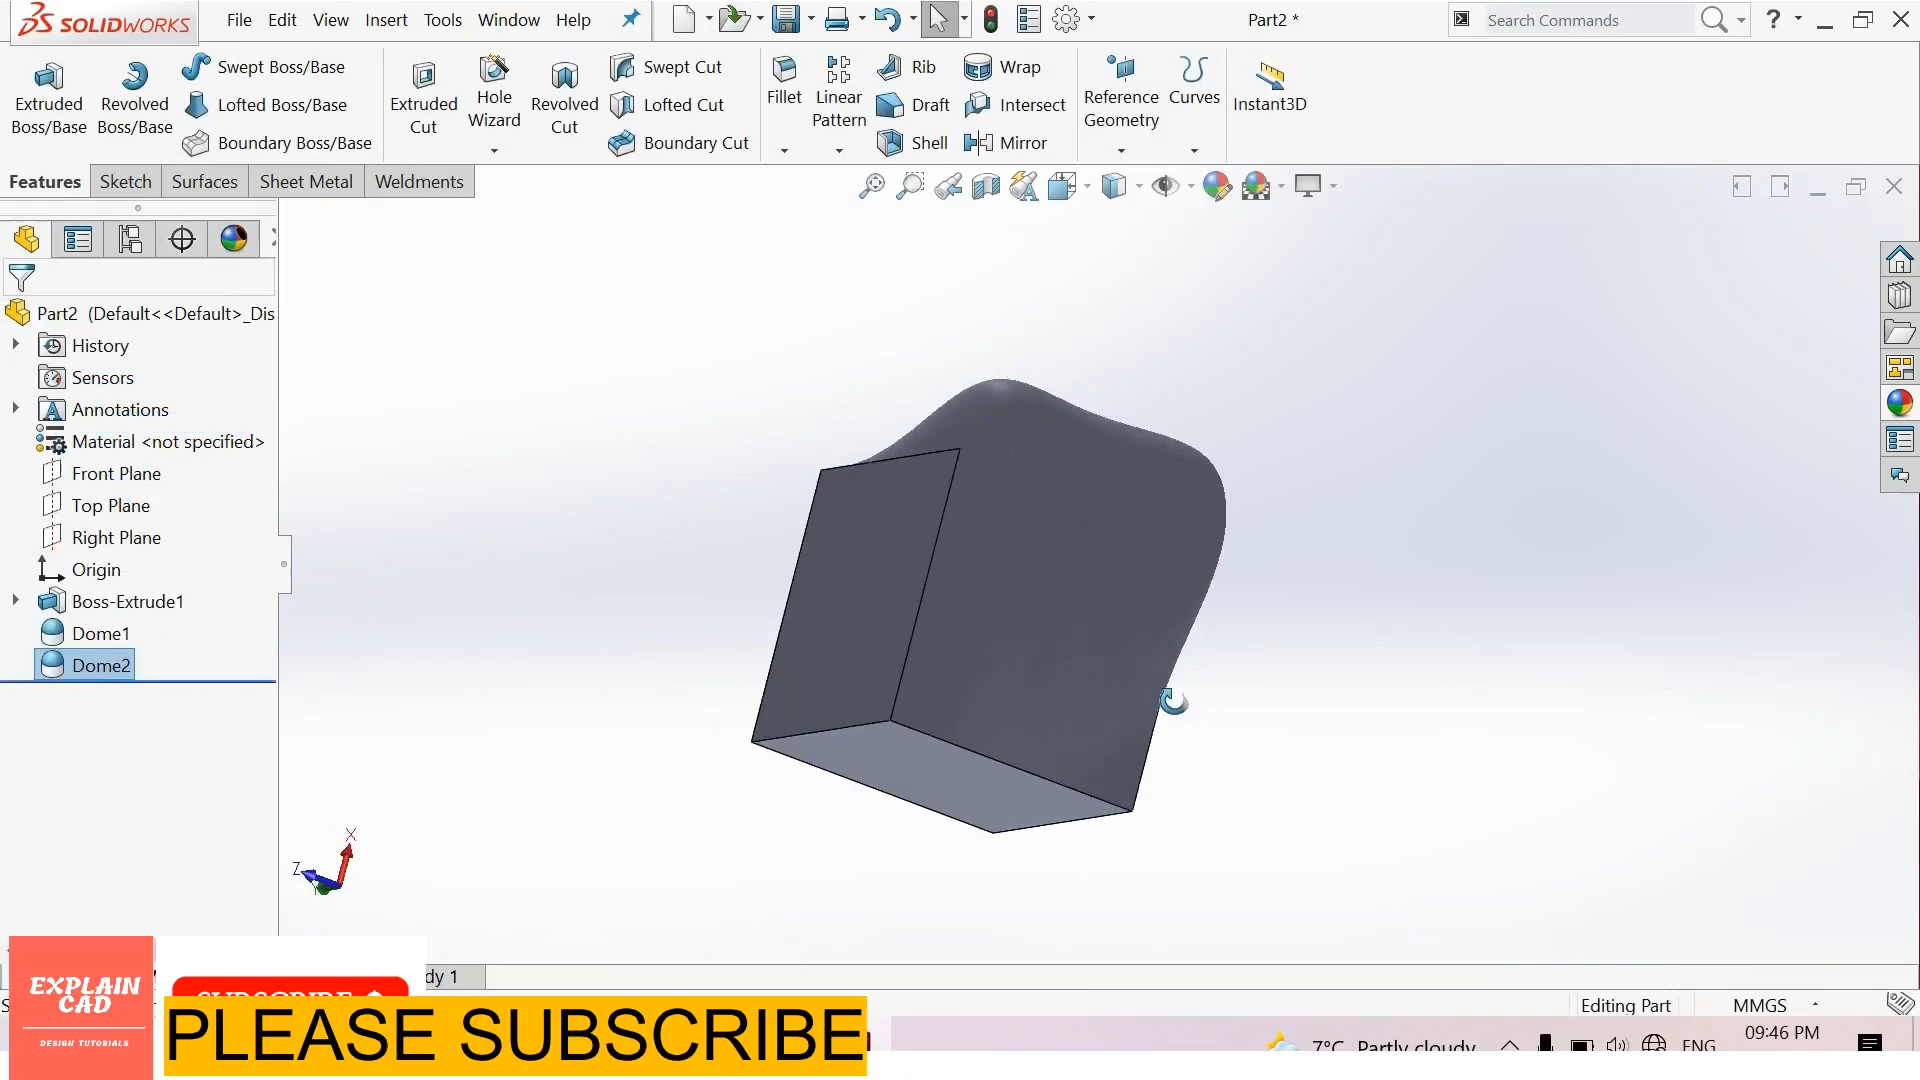 SOLIDWORKS File Edit View Insert Tools Window Help Part2 * Search Commands ?
Extruded Boss/Base
Revolved Boss/Base
Swept Boss/Base
Lofted Boss/Base
Boundary Boss/Base
Extruded Cut
Hole Wizard
Revolved Cut
Swept Cut
Lofted Cut
Boundary Cut
Fillet
Linear Pattern
Rib
Draft
Shell
Wrap
Intersect
Mirror
Reference Geometry
Curves
Instant3D
Features Sketch Surfaces Sheet Metal Weldments
Part2 (Default<<Default>_Dis
History
Sensors
Annotations
Material <not specified>
Front Plane
Top Plane
Right Plane
Origin
Boss-Extrude1
Dome1
Dome2
X
Z
dy 1
EXPLAIN
CAD
DESIGN TUTORIALS
SUBSCRIBE
PLEASE SUBSCRIBE
Editing Part MMGS
7°C Partly cloudy ENG 09:46 PM